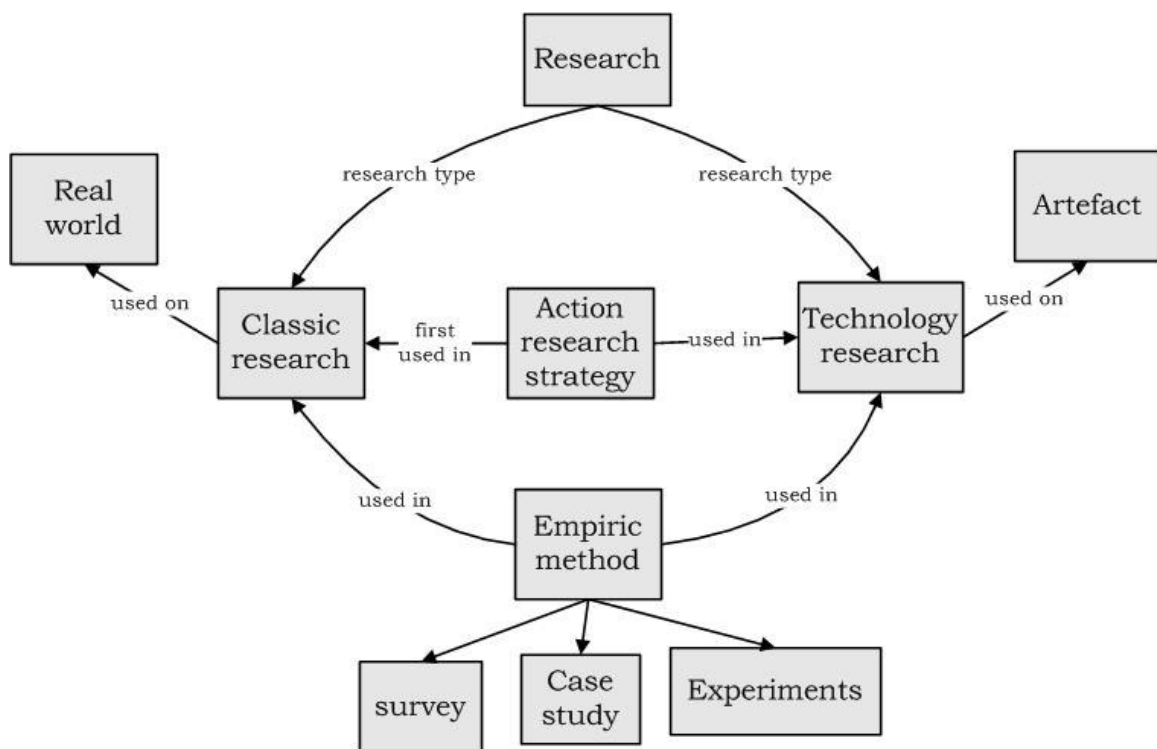 Research
research type
research type
Real
world
Artefact
used on
used on
Classic
research
first
used in
Action
research
strategy
used in
Technology
research
used in
used in
Empiric
method
survey
Case
study
Experiments